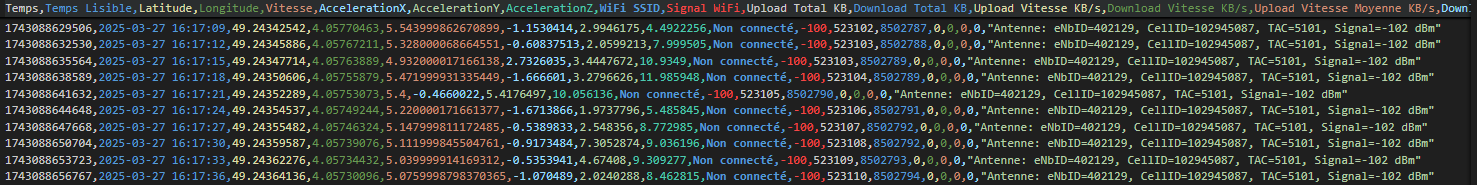 Temps,Temps Lisible,Latitude,Longitude,Vitesse,AccelerationX,AccelerationY,AccelerationZ,WiFi SSID,Signal WiFi,Upload Total KB,Download Total KB,Upload Vitesse KB/s,Download Vitesse KB/s,Upload Vitesse Moyenne KB/s,Down
1743088629506,2025-03-27 16:17:09,49.24342542,4.05770463,5.543999862670899,-1.1530414,2.9946175,4.4922256,Non connecté,-100,523102,8502787,0,0,0,0,"Antenne: eNbID=402129, CellID=102945087, TAC=5101, Signal=-102 dBm"
1743088632530,2025-03-27 16:17:12,49.24345886,4.05767211,5.328000068664551,-0.60837513,2.0599213,7.999505,Non connecté,-100,523103,8502788,0,0,0,0,"Antenne: eNbID=402129, CellID=102945087, TAC=5101, Signal=-102 dBm"
1743088635564,2025-03-27 16:17:15,49.24347714,4.05763889,4.932000017166138,2.7326035,3.4447672,10.9349,Non connecté,-100,523103,8502789,0,0,0,0,"Antenne: eNbID=402129, CellID=102945087, TAC=5101, Signal=-102 dBm"
1743088638589,2025-03-27 16:17:18,49.24350606,4.05755879,5.471999931335449,-1.666601,3.2796626,11.985948,Non connecté,-100,523104,8502789,0,0,0,0,"Antenne: eNbID=402129, CellID=102945087, TAC=5101, Signal=-102 dBm"
1743088641632,2025-03-27 16:17:21,49.24352289,4.05753073,5.4,-0.4660022,5.4176497,10.056136,Non connecté,-100,523105,8502790,0,0,0,0,"Antenne: eNbID=402129, CellID=102945087, TAC=5101, Signal=-102 dBm"
1743088644648,2025-03-27 16:17:24,49.24354537,4.05749244,5.220000171661377,-1.6713866,1.9737796,5.485845,Non connecté,-100,523106,8502791,0,0,0,0,"Antenne: eNbID=402129, CellID=102945087, TAC=5101, Signal=-102 dBm"
1743088647668,2025-03-27 16:17:27,49.24355482,4.05746324,5.147999811172485,-0.5389833,2.548356,8.772985,Non connecté,-100,523107,8502792,0,0,0,0,"Antenne: eNbID=402129, CellID=102945087, TAC=5101, Signal=-102 dBm"
1743088650704,2025-03-27 16:17:30,49.24359587,4.05739076,5.111999845504761,-0.9173484,7.3052874,9.036196,Non connecté,-100,523108,8502792,0,0,0,0,"Antenne: eNbID=402129, CellID=102945087, TAC=5101, Signal=-102 dBm"
1743088653723,2025-03-27 16:17:33,49.24362276,4.05734432,5.039999914169312,-0.5353941,4.67408,9.309277,Non connecté,-100,523109,8502793,0,0,0,0,"Antenne: eNbID=402129, CellID=102945087, TAC=5101, Signal=-102 dBm"
1743088656767,2025-03-27 16:17:36,49.24364136,4.05730096,5.0759998798370365,-1.070489,2.0240288,8.462815,Non connecté,-100,523110,8502794,0,0,0,0,"Antenne: eNbID=402129, CellID=102945087, TAC=5101, Signal=-102 dBm"